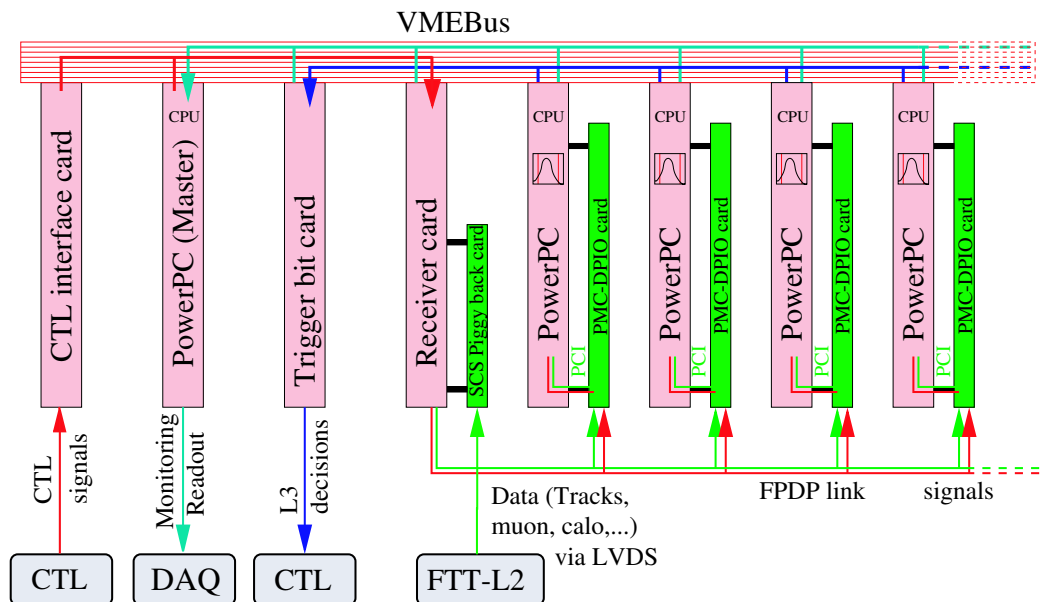 VMEBus
CTL interface card
CPU
PowerPC (Master)
Trigger bit card
Receiver card
SCS Piggy back card
CPU
PowerPC
PCI
PMC-DPIO card
CPU
PowerPC
PCI
PMC-DPIO card
CPU
PowerPC
PCI
PMC-DPIO card
CPU
PowerPC
PCI
PMC-DPIO card
CTL
signals
Monitoring
Readout
L3
decisions
Data (Tracks,
muon, calo,...)
via LVDS
FPDP link
signals
CTL
DAQ
CTL
FTT-L2